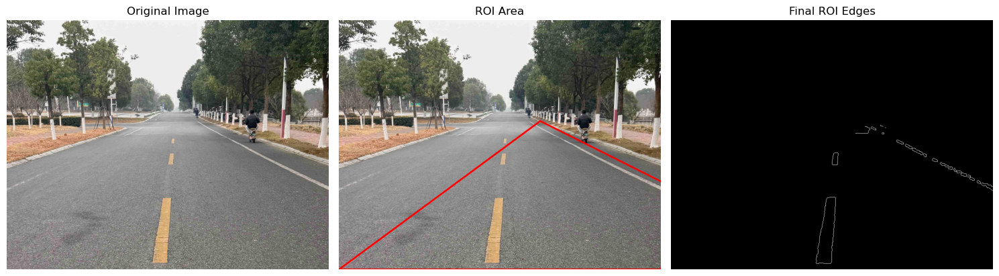 Original Image
ROI Area
Final ROI Edges